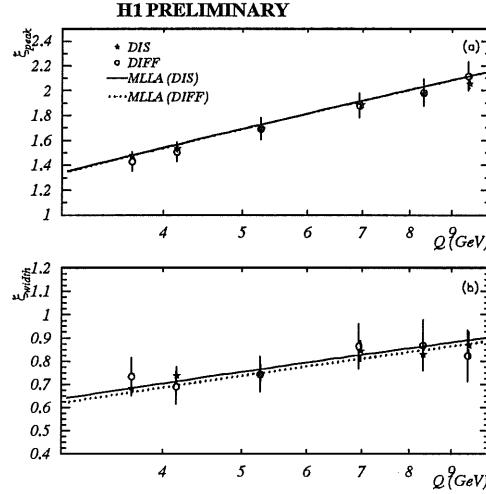 H1 PRELIMINARY
ξpeak
2.4
2.2
2
1.8
1.6
1.4
1.2
1
DIS
DIFF
MLLA (DIS)
MLLA (DIFF)
(a)
4 5 6 7 8 9
Q (GeV)
ξwidth
1.2
1.1
1
0.9
0.8
0.7
0.6
0.5
0.4
(b)
4 5 6 7 8 9
Q (GeV)